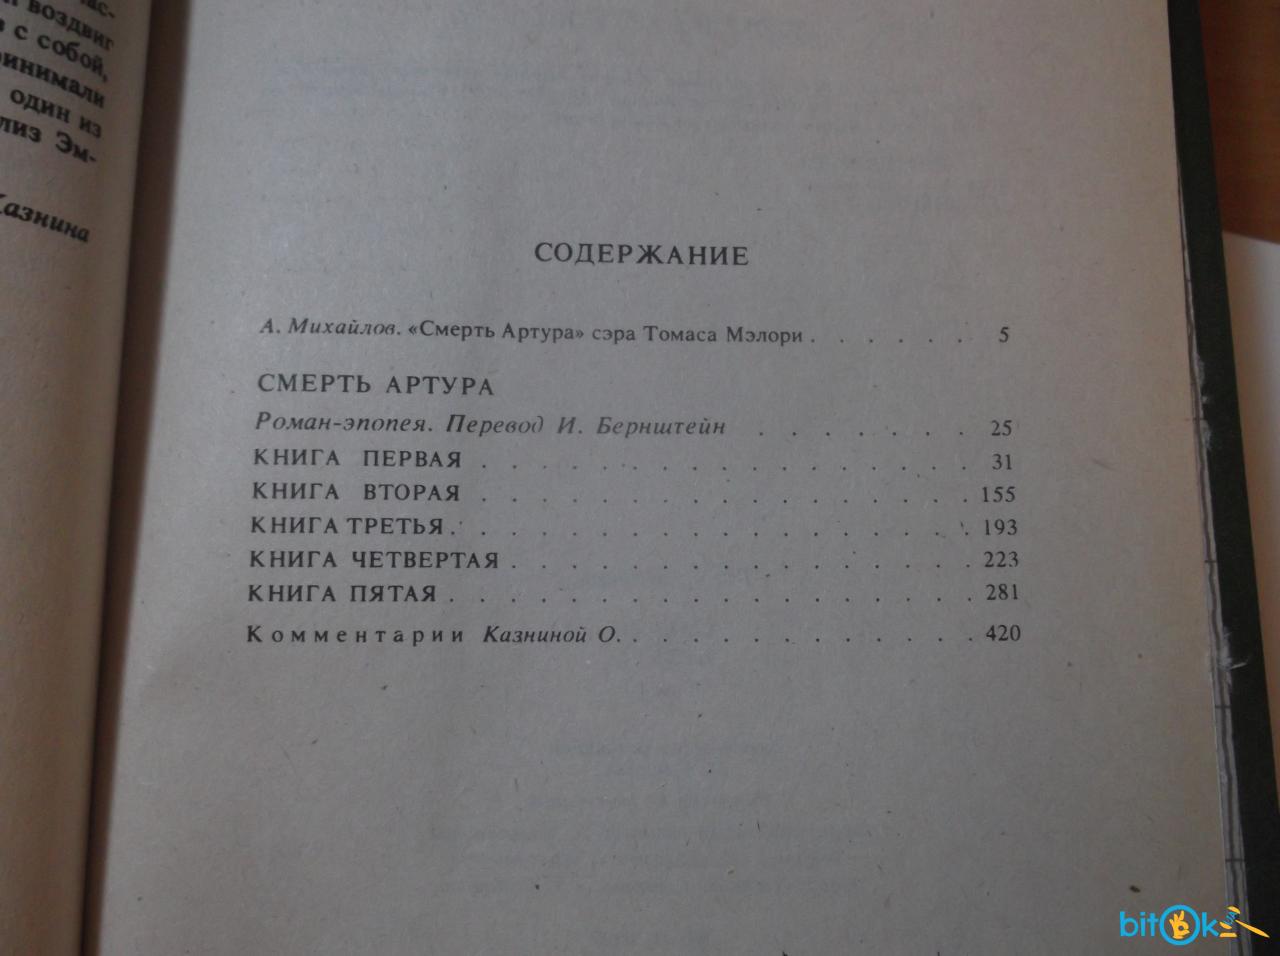 воздвиг
с собой,
один из
Эм-
СОДЕРЖАНИЕ
А. Михайлов. «Смерть Артура» сэра Томаса Мэлори . . . . . . 5
СМЕРТЬ АРТУРА
Роман-эпопея. Перевод И. Бернштейн . . . . . . . 25
КНИГА ПЕРВАЯ . . . . . . . . . . . . . . . . . 31
КНИГА ВТОРАЯ . . . . . . . . . . . . . . . . . 155
КНИГА ТРЕТЬЯ . . . . . . . . . . . . . . . . . 193
КНИГА ЧЕТВЕРТАЯ . . . . . . . . . . . . . . . . 223
КНИГА ПЯТАЯ . . . . . . . . . . . . . . . . . . 281
Комментарии Казниной О. . . . . . . . . . . . . 420
bitOk